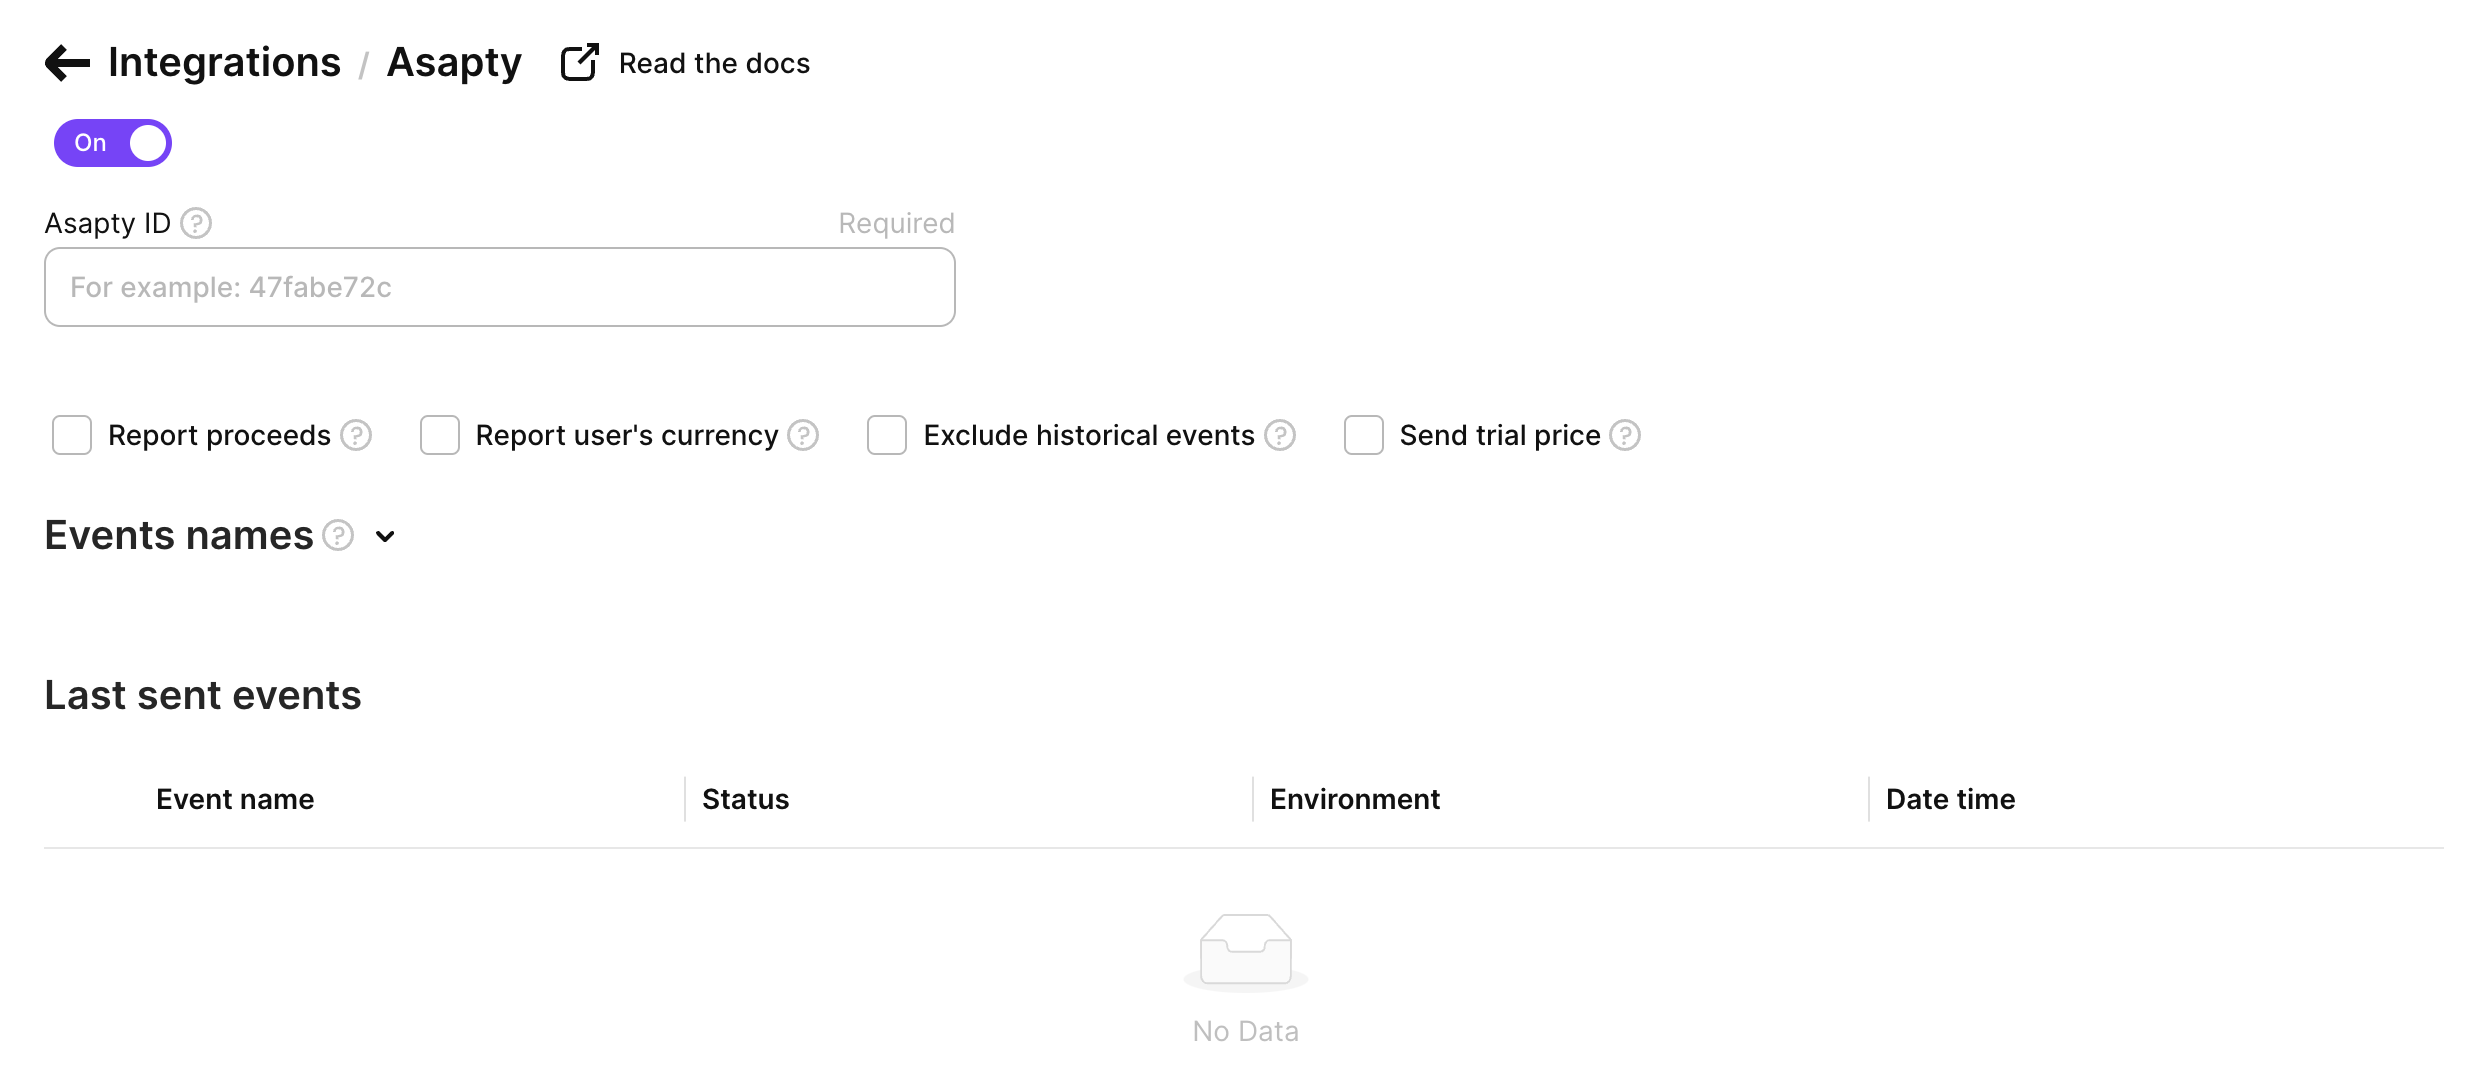 Integrations / Asapty Read the docs
On
Asapty ID ? Required
For example: 47fabe72c
Report proceeds ? Report user's currency ? Exclude historical events ? Send trial price ?
Events names ?
Last sent events
Event name Status Environment Date time
No Data